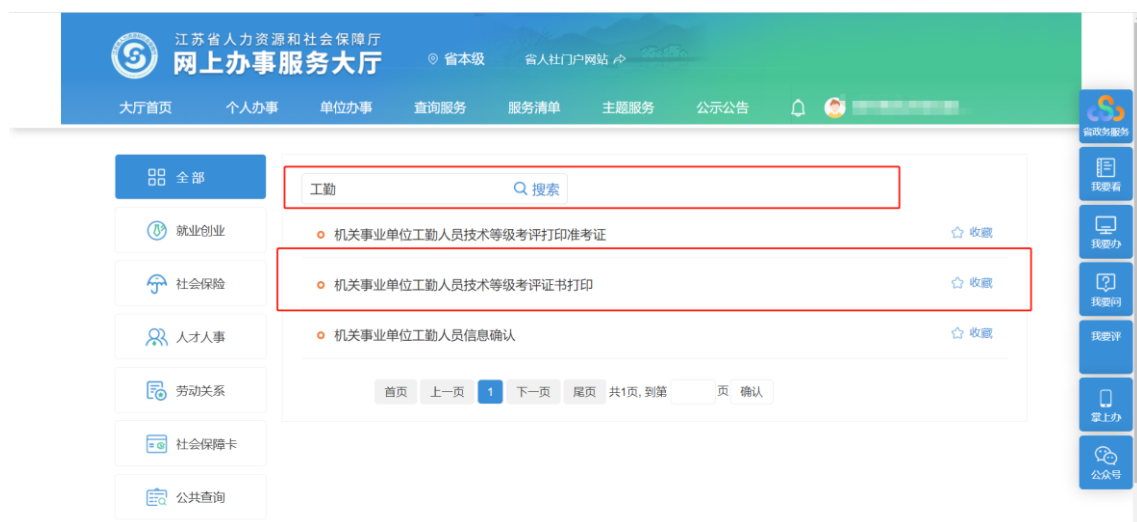 江苏省人力资源和社会保障厅
网上办事服务大厅
省本级 省人社门户网站
大厅首页 个人办事 单位办事 查询服务 服务清单 主题服务 公示公告
全部
就业创业
社会保险
人才人事
劳动关系
社会保障卡
公共查询
工勤 搜索
机关事业单位工勤人员技术等级考评打印准考证 收藏
机关事业单位工勤人员技术等级考评证书打印 收藏
机关事业单位工勤人员信息确认 收藏
首页 上一页 1 下一页 尾页 共1页, 到第 页 确认
省政务服务
我要看
我要办
我要问
我要评
掌上办
公众号